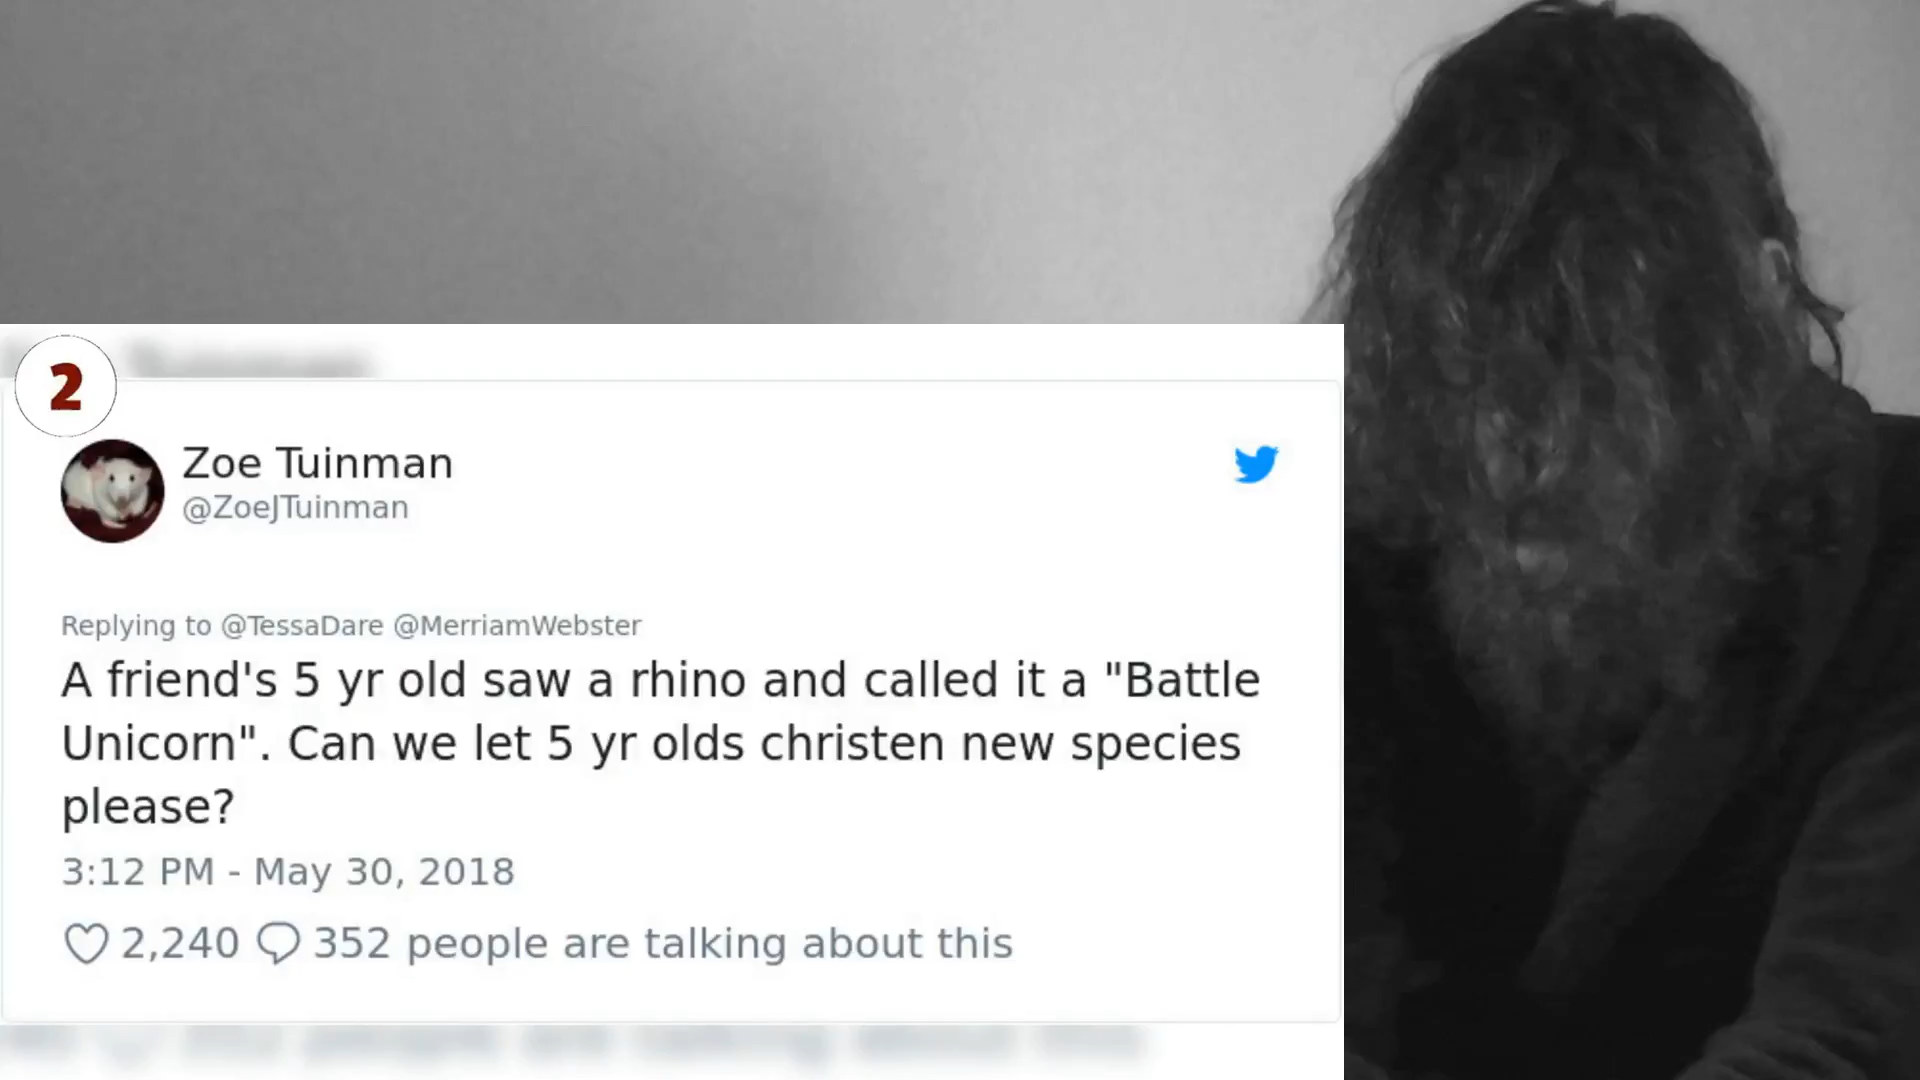 2
Zoe Tuinman
@ZoeJTuinman
Replying to @TessaDare @MerriamWebster
A friend's 5 yr old saw a rhino and called it a "Battle
Unicorn". Can we let 5 yr olds christen new species
please?
3:12 PM - May 30, 2018
2,240 352 people are talking about this